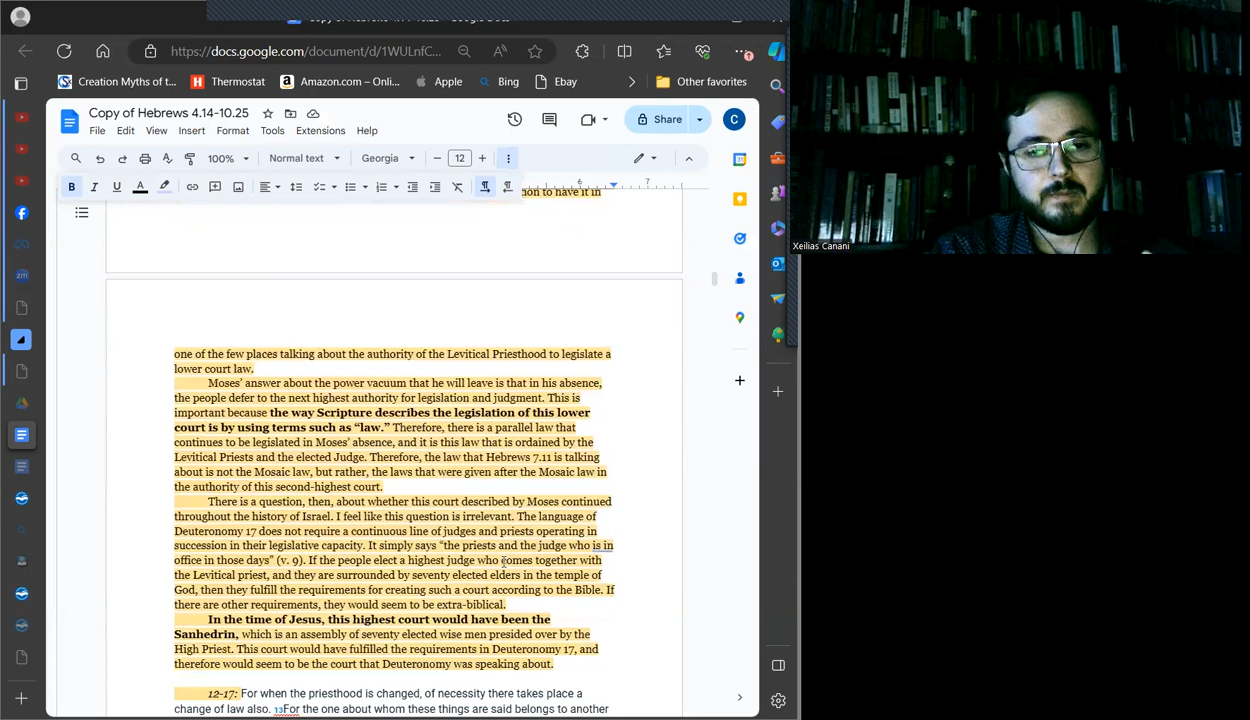 Copy of Hebrews 4.14-10.25 - Google Docs
https://docs.google.com/document/d/1WULnfC...
Creation Myths of t... Thermostat Amazon.com – Onli... Apple Bing Ebay Other favorites
Copy of Hebrews 4.14-10.25
File Edit View Insert Format Tools Extensions Help
Share C
100% Normal text Georgia 12
6 7
tion to have it in
one of the few places talking about the authority of the Levitical Priesthood to legislate a
lower court law.
Moses’ answer about the power vacuum that he will leave is that in his absence,
the people defer to the next highest authority for legislation and judgment. This is
important because the way Scripture describes the legislation of this lower
court is by using terms such as “law.” Therefore, there is a parallel law that
continues to be legislated in Moses’ absence, and it is this law that is ordained by the
Levitical Priests and the elected Judge. Therefore, the law that Hebrews 7.11 is talking
about is not the Mosaic law, but rather, the laws that were given after the Mosaic law in
the authority of this second-highest court.
There is a question, then, about whether this court described by Moses continued
throughout the history of Israel. I feel like this question is irrelevant. The language of
Deuteronomy 17 does not require a continuous line of judges and priests operating in
succession in their legislative capacity. It simply says “the priests and the judge who is in
office in those days” (v. 9). If the people elect a highest judge who comes together with
the Levitical priest, and they are surrounded by seventy elected elders in the temple of
God, then they fulfill the requirements for creating such a court according to the Bible. If
there are other requirements, they would seem to be extra-biblical.
In the time of Jesus, this highest court would have been the
Sanhedrin, which is an assembly of seventy elected wise men presided over by the
High Priest. This court would have fulfilled the requirements in Deuteronomy 17, and
therefore would seem to be the court that Deuteronomy was speaking about.
12-17: For when the priesthood is changed, of necessity there takes place a
change of law also. 13For the one about whom these things are said belongs to another
Xeilias Canani